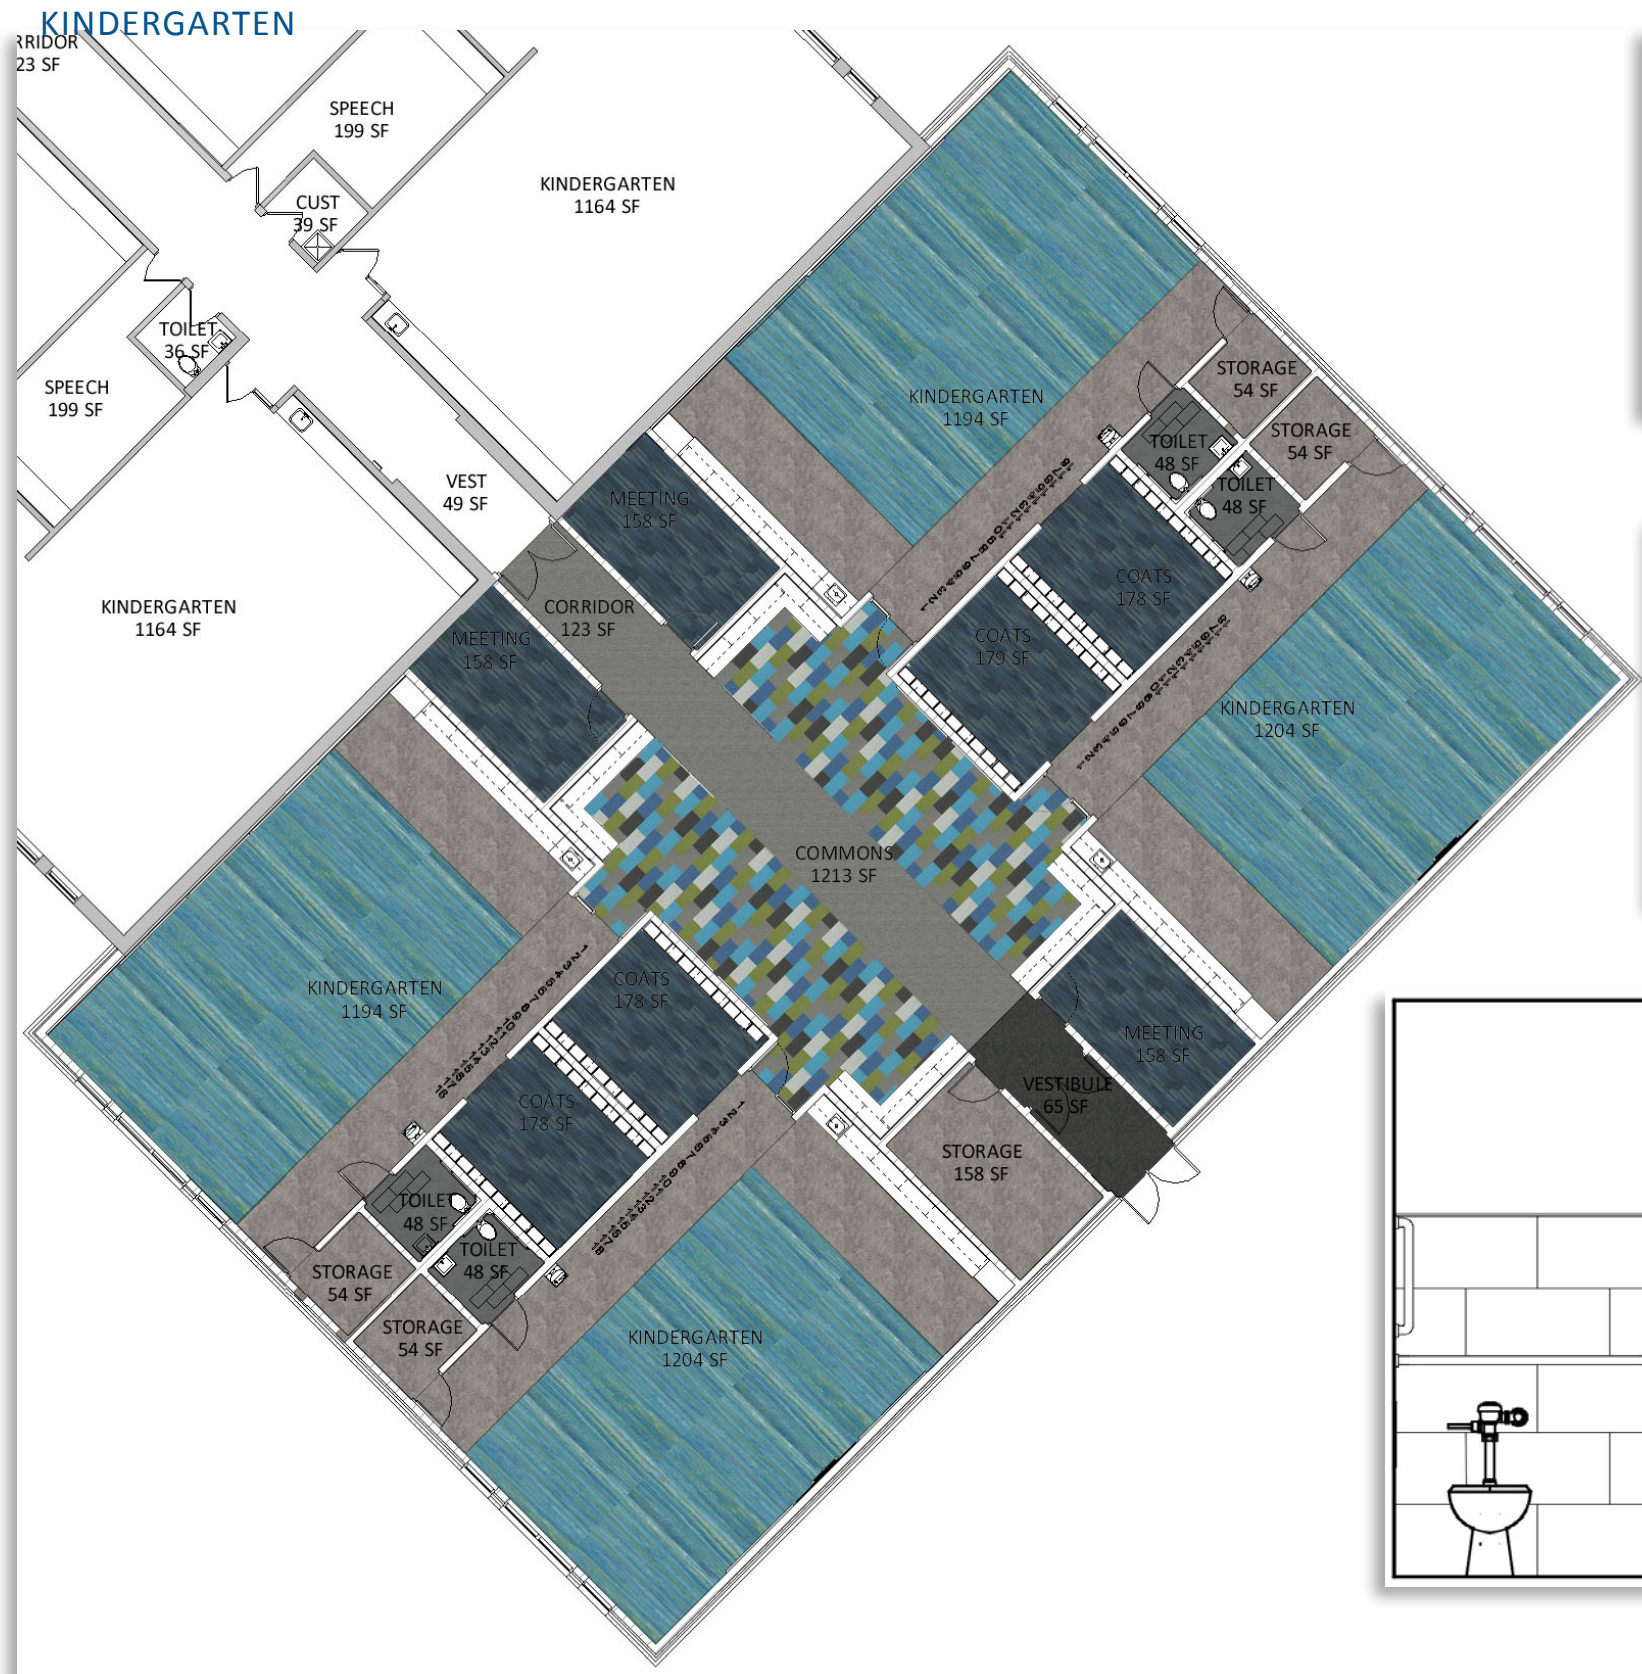 KINDERGARTEN
RRIDOR
23 SF
SPEECH
199 SF
KINDERGARTEN
1164 SF
CUST
39 SF
TOILET
36 SF
SPEECH
199 SF
STORAGE
54 SF
KINDERGARTEN
1194 SF
STORAGE
54 SF
TOILET
48 SF
TOILET
48 SF
VEST
49 SF
MEETING
158 SF
COATS
178 SF
KINDERGARTEN
1164 SF
CORRIDOR
123 SF
MEETING
158 SF
COATS
179 SF
KINDERGARTEN
1204 SF
COMMONS
1213 SF
KINDERGARTEN
1194 SF
COATS
178 SF
MEETING
158 SF
VESTIBULE
65 SF
COATS
178 SF
STORAGE
158 SF
TOILET
48 SF
TOILET
48 SF
STORAGE
54 SF
STORAGE
54 SF
KINDERGARTEN
1204 SF